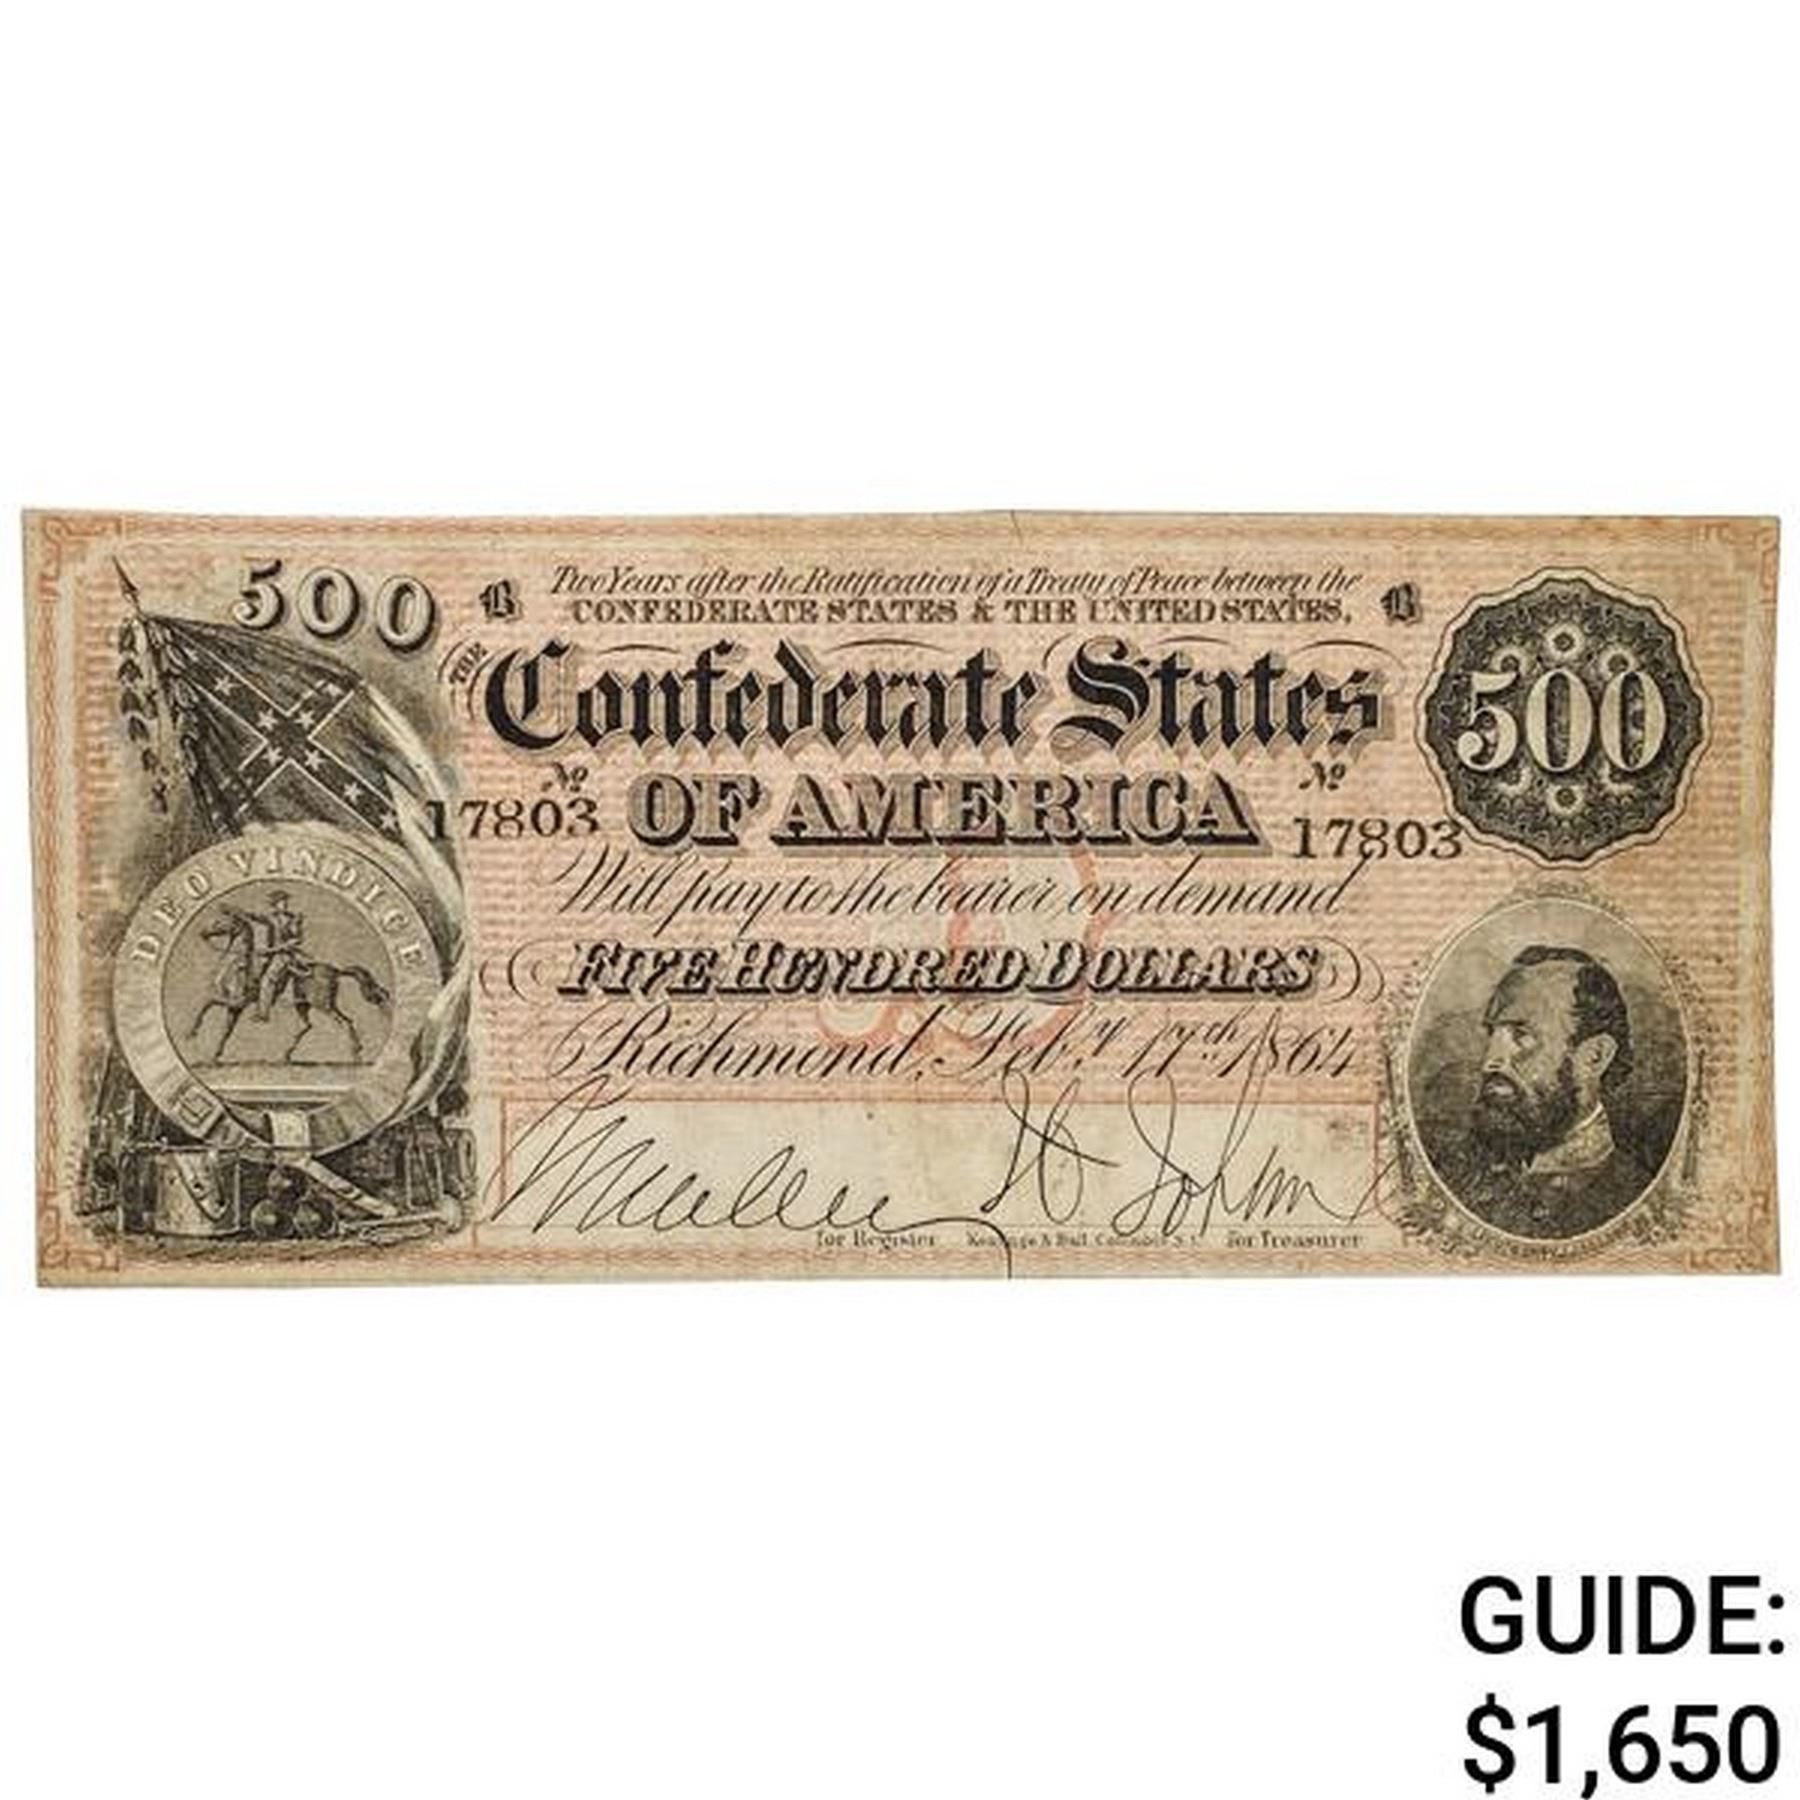 500
B
Two Years after the Ratification of a Treaty of Peace between the
B
CONFEDERATE STATES & THE UNITED STATES,
THE
Confederate States
500
No
No
17803
OF AMERICA
17803
Will pay to the bearer on demand
FIVE HUNDRED DOLLARS
Richmond, Feby. 17th 1864
DEO VINDICE
for Register
for Treasurer
GUIDE:
$1,650